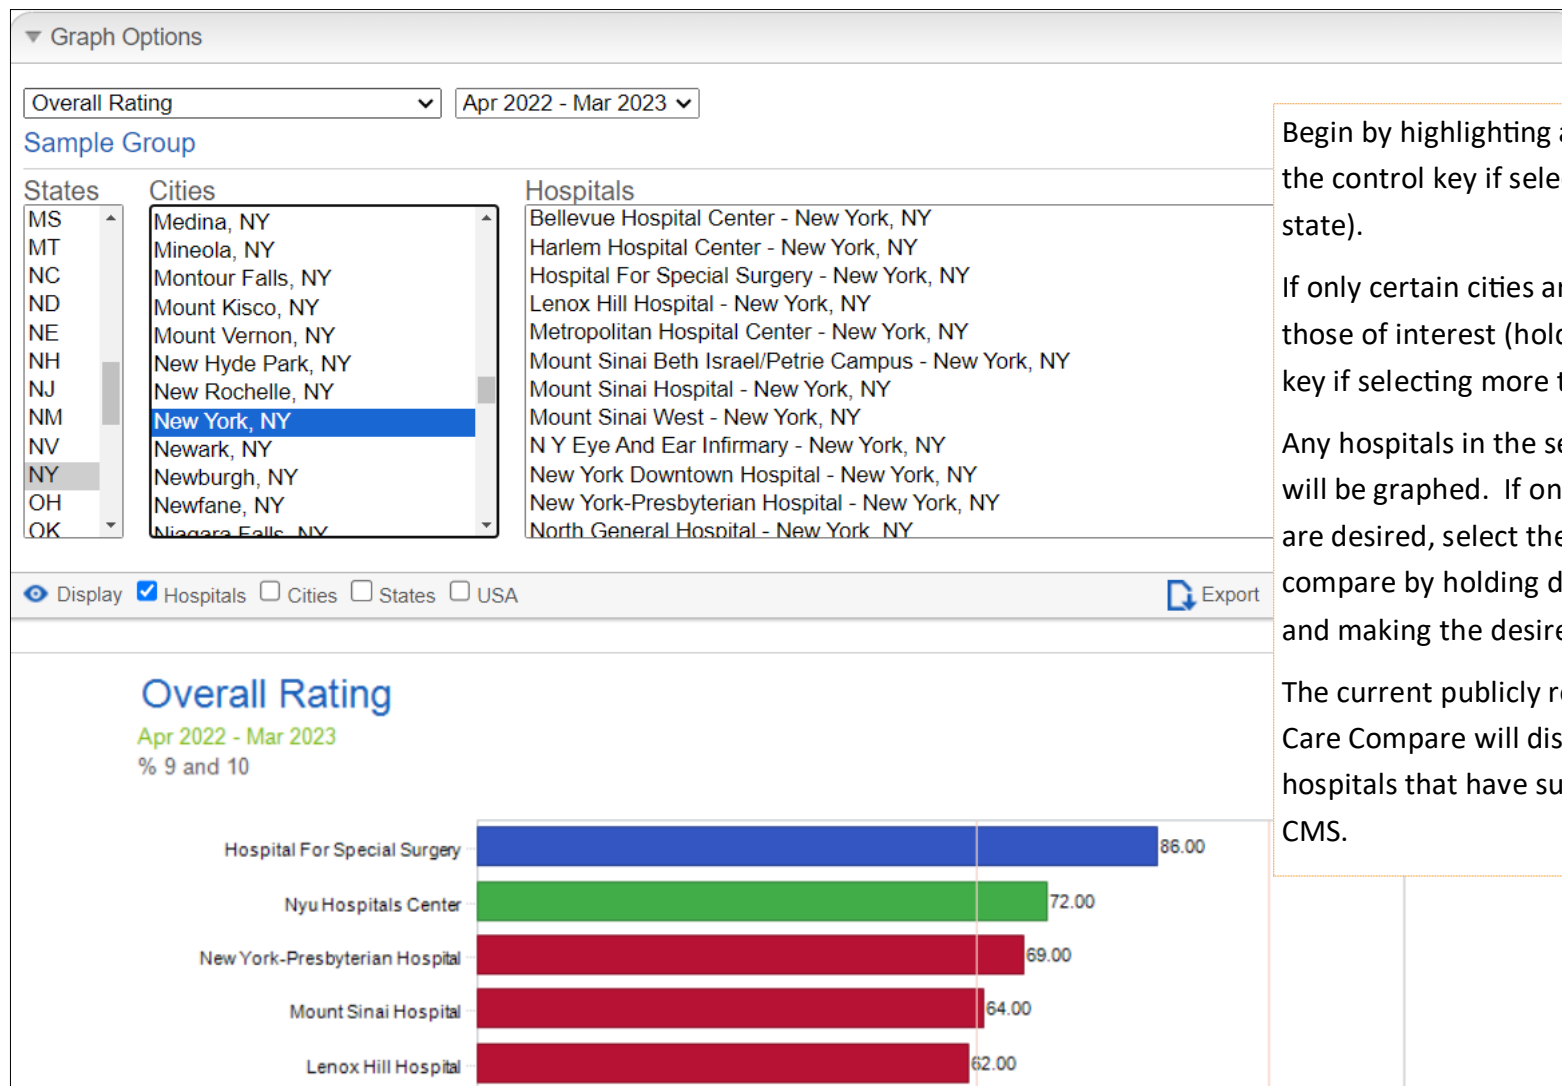 Graph Options
Overall Rating
Apr 2022 - Mar 2023
Sample Group
States
MS
MT
NC
ND
NE
NH
NJ
NM
NV
NY
OH
OK
Cities
Medina, NY
Mineola, NY
Montour Falls, NY
Mount Kisco, NY
Mount Vernon, NY
New Hyde Park, NY
New Rochelle, NY
New York, NY
Newark, NY
Newburgh, NY
Newfane, NY
Niagara Falls, NY
Hospitals
Bellevue Hospital Center - New York, NY
Harlem Hospital Center - New York, NY
Hospital For Special Surgery - New York, NY
Lenox Hill Hospital - New York, NY
Metropolitan Hospital Center - New York, NY
Mount Sinai Beth Israel/Petrie Campus - New York, NY
Mount Sinai Hospital - New York, NY
Mount Sinai West - New York, NY
N Y Eye And Ear Infirmary - New York, NY
New York Downtown Hospital - New York, NY
New York-Presbyterian Hospital - New York, NY
North General Hospital - New York, NY
Begin by highlighting
the control key if
state).
If only certain cities
those of interest
key if selecting more
Any hospitals in the
will be graphed. If
are desired, select
compare by holding
and making the
The current publicly
Care Compare will
hospitals that have
CMS.
Display Hospitals Cities States USA
Export
Overall Rating
Apr 2022 - Mar 2023
% 9 and 10
Hospital For Special Surgery 86.00
Nyu Hospitals Center 72.00
New York-Presbyterian Hospital 69.00
Mount Sinai Hospital 64.00
Lenox Hill Hospital 62.00